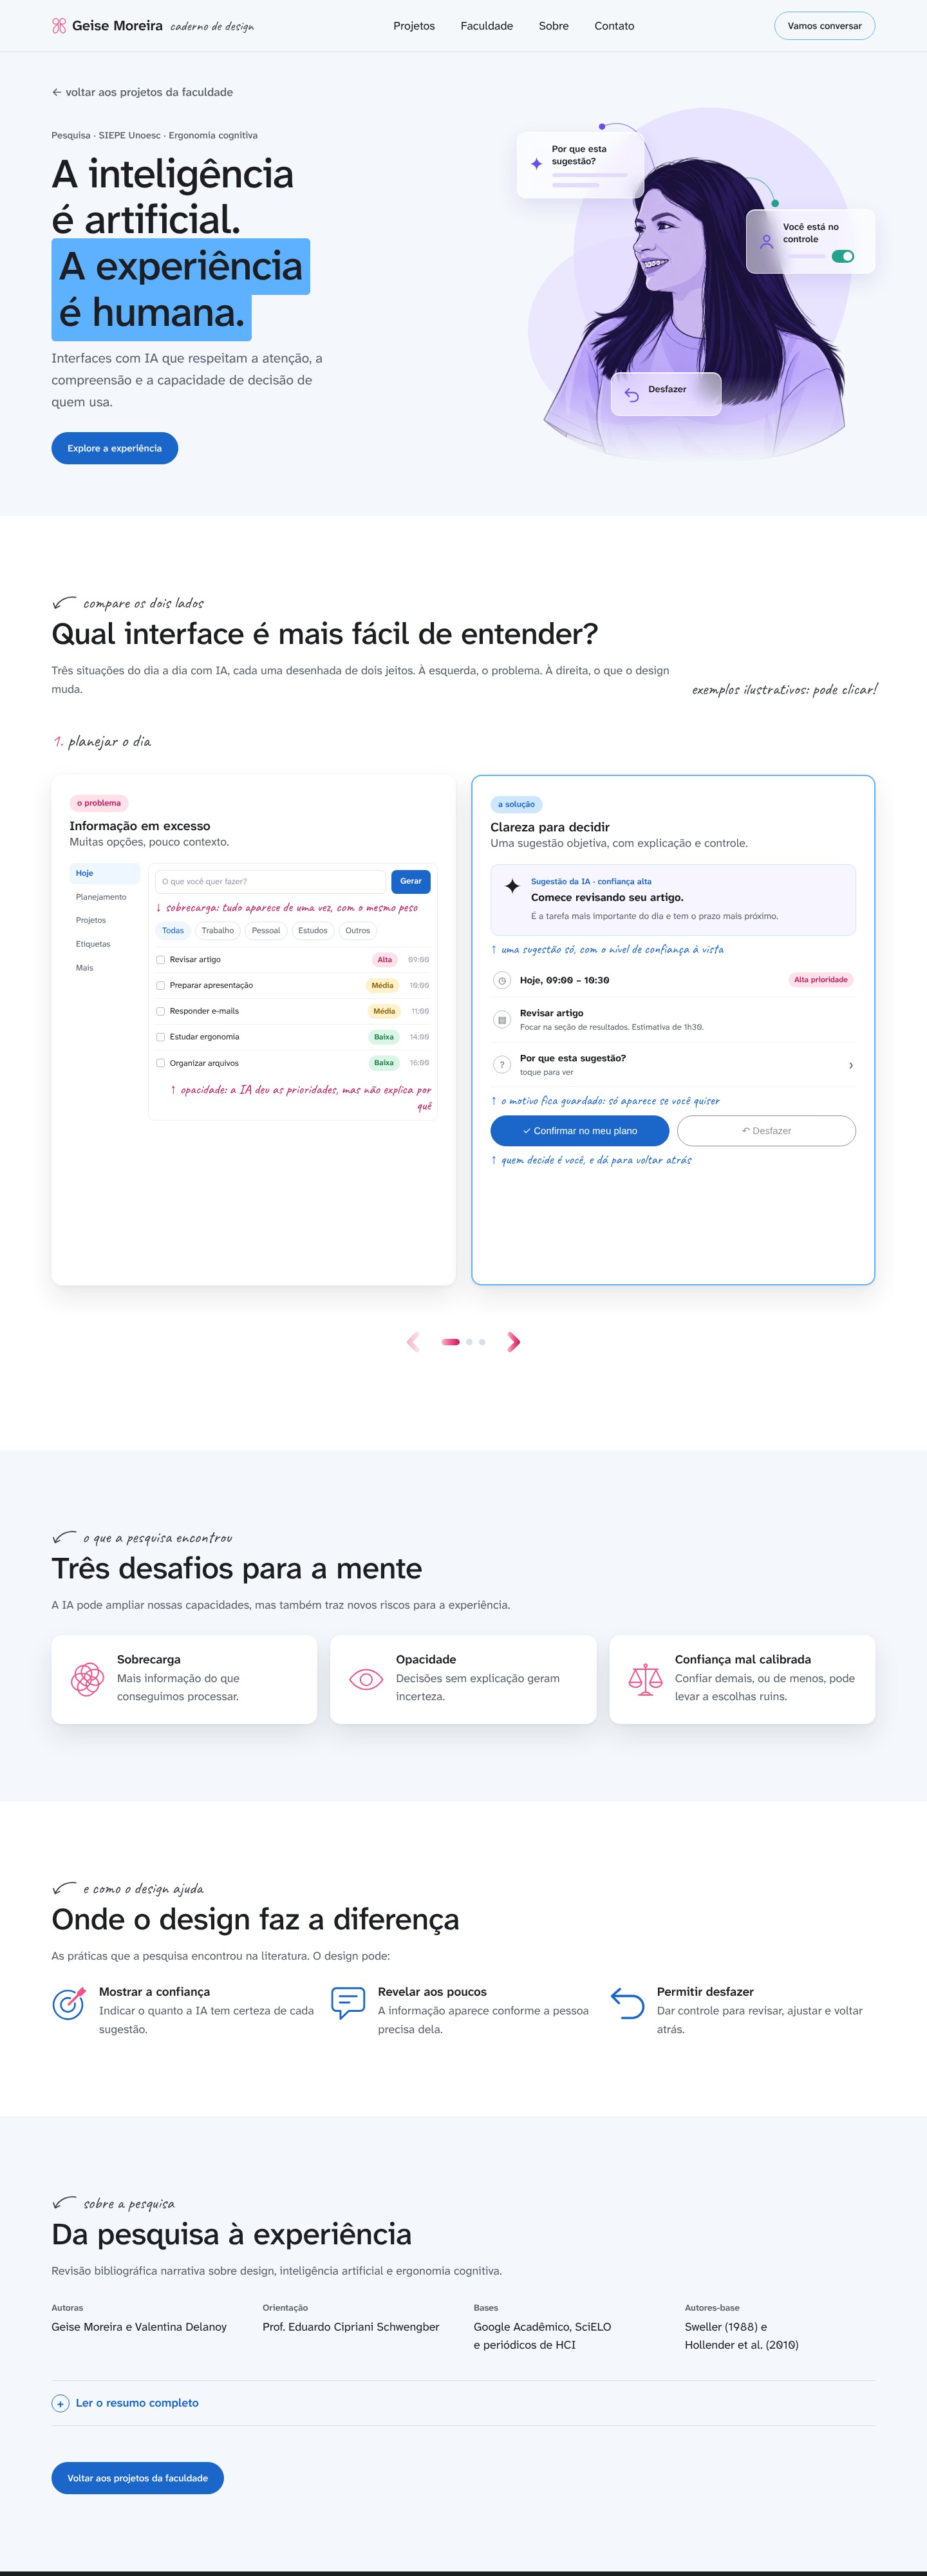 Geise Moreira caderno de design
Projetos
Faculdade
Sobre
Contato
Vamos conversar
← voltar aos projetos da faculdade
Pesquisa · SIEPE Unoesc · Ergonomia cognitiva
A inteligência
é artificial.
A experiência
é humana.
Interfaces com IA que respeitam a atenção, a
compreensão e a capacidade de decisão de
quem usa.
Explore a experiência
Por que esta
sugestão?
Você está no
controle
Desfazer
compare os dois lados
Qual interface é mais fácil de entender?
Três situações do dia a dia com IA, cada uma desenhada de dois jeitos. À esquerda, o problema. À direita, o que o design
muda.
exemplos ilustrativos: pode clicar!
1. planejar o dia
o problema
Informação em excesso
Muitas opções, pouco contexto.
Hoje
Planejamento
Projetos
Etiquetas
Mais
O que você quer fazer?
Gerar
↓ sobrecarga: tudo aparece de uma vez, com o mesmo peso
Todas
Trabalho
Pessoal
Estudos
Outros
Revisar artigo Alta 09:00
Preparar apresentação Média 10:00
Responder e-mails Média 11:00
Estudar ergonomia Baixa 14:00
Organizar arquivos Baixa 16:00
↑ opacidade: a IA deu as prioridades, mas não explica por
quê
a solução
Clareza para decidir
Uma sugestão objetiva, com explicação e controle.
Sugestão da IA · confiança alta
Comece revisando seu artigo.
É a tarefa mais importante do dia e tem o prazo mais próximo.
↑ uma sugestão só, com o nível de confiança à vista
Hoje, 09:00 – 10:30
Alta prioridade
Revisar artigo
Focar na seção de resultados. Estimativa de 1h30.
? Por que esta sugestão?
toque para ver
↑ o motivo fica guardado: só aparece se você quiser
✓ Confirmar no meu plano
↶ Desfazer
↑ quem decide é você, e dá para voltar atrás
o que a pesquisa encontrou
Três desafios para a mente
A IA pode ampliar nossas capacidades, mas também traz novos riscos para a experiência.
Sobrecarga
Mais informação do que
conseguimos processar.
Opacidade
Decisões sem explicação geram
incerteza.
Confiança mal calibrada
Confiar demais, ou de menos, pode
levar a escolhas ruins.
e como o design ajuda
Onde o design faz a diferença
As práticas que a pesquisa encontrou na literatura. O design pode:
Mostrar a confiança
Indicar o quanto a IA tem certeza de cada
sugestão.
Revelar aos poucos
A informação aparece conforme a pessoa
precisa dela.
Permitir desfazer
Dar controle para revisar, ajustar e voltar
atrás.
sobre a pesquisa
Da pesquisa à experiência
Revisão bibliográfica narrativa sobre design, inteligência artificial e ergonomia cognitiva.
Autoras
Geise Moreira e Valentina Delanoy
Orientação
Prof. Eduardo Cipriani Schwengber
Bases
Google Acadêmico, SciELO
e periódicos de HCI
Autores-base
Sweller (1988) e
Hollender et al. (2010)
+ Ler o resumo completo
Voltar aos projetos da faculdade